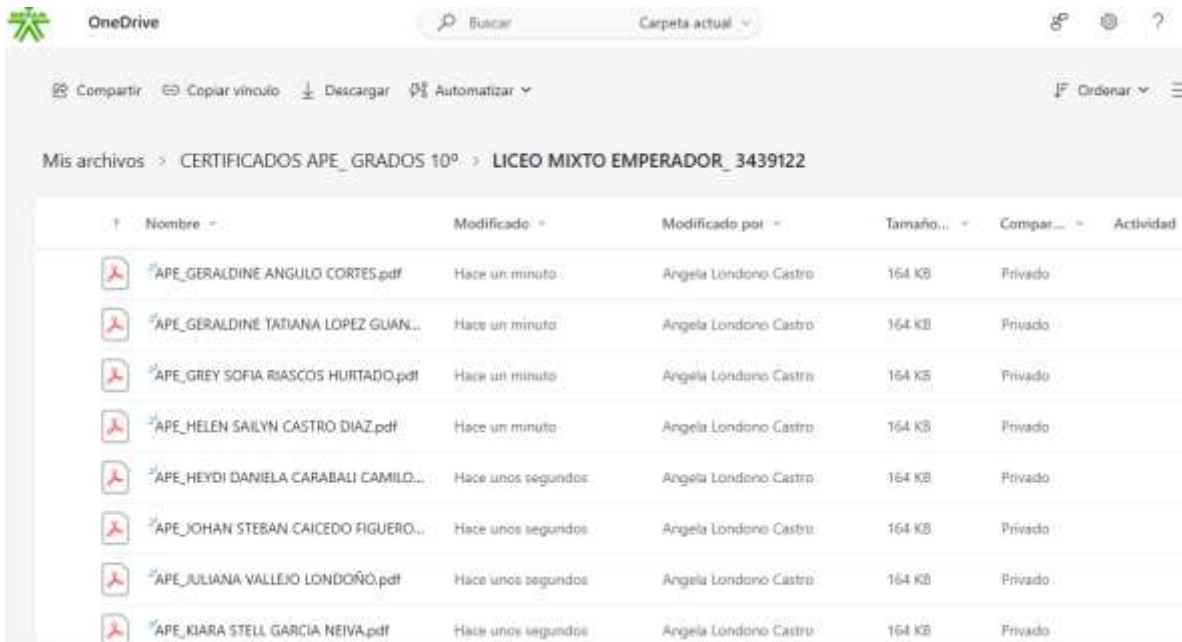 OneDrive Buscar Carpeta actual ?
Compartir Copiar vínculo Descargar Automatizar Ordenar
Mis archivos > CERTIFICADOS APE_ GRADOS 10º > LICEO MIXTO EMPERADOR_ 3439122
Nombre Modificado Modificado por Tamaño... Compar... Actividad
APE_GERALDINE ANGULO CORTES.pdf Hace un minuto Angela Londono Castro 164 KB Privado
APE_GERALDINE TATIANA LOPEZ GUAN... Hace un minuto Angela Londono Castro 164 KB Privado
APE_GREY SOFIA RIASCOS HURTADO.pdf Hace un minuto Angela Londono Castro 164 KB Privado
APE_HELEN SAILYN CASTRO DIAZ.pdf Hace un minuto Angela Londono Castro 164 KB Privado
APE_HEYDI DANIELA CARABALI CAMILO... Hace unos segundos Angela Londono Castro 164 KB Privado
APE_JOHAN STEBAN CAICEDO FIGUERO... Hace unos segundos Angela Londono Castro 164 KB Privado
APE_JULIANA VALLEJO LONDOÑO.pdf Hace unos segundos Angela Londono Castro 164 KB Privado
APE_KIARA STELL GARCIA NEIVA.pdf Hace unos segundos Angela Londono Castro 164 KB Privado